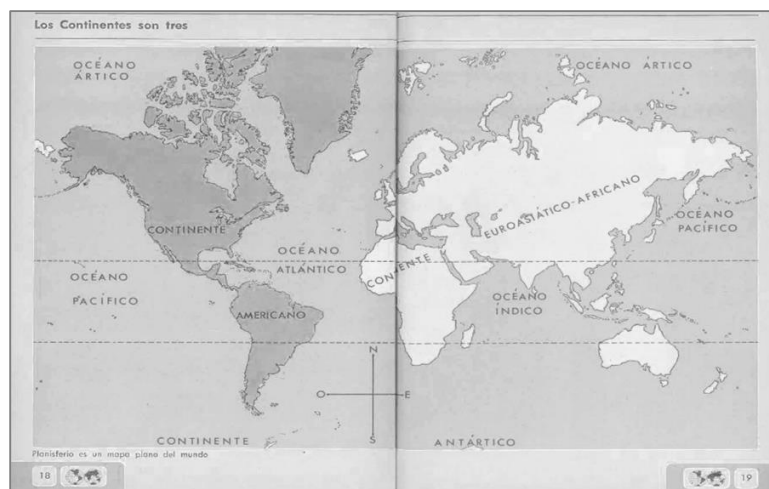 Los Continentes son tres
OCÉANO
ÁRTICO
OCÉANO ÁRTICO
CONTINENTE
EUROASIÁTICO-AFRICANO
OCÉANO
PACÍFICO
OCÉANO
ATLÁNTICO
OCÉANO
PACÍFICO
OCÉANO
ÍNDICO
AMERICANO
N
O
E
S
CONTINENTE
ANTÁRTICO
Planisferio es un mapa plano del mundo
18
19